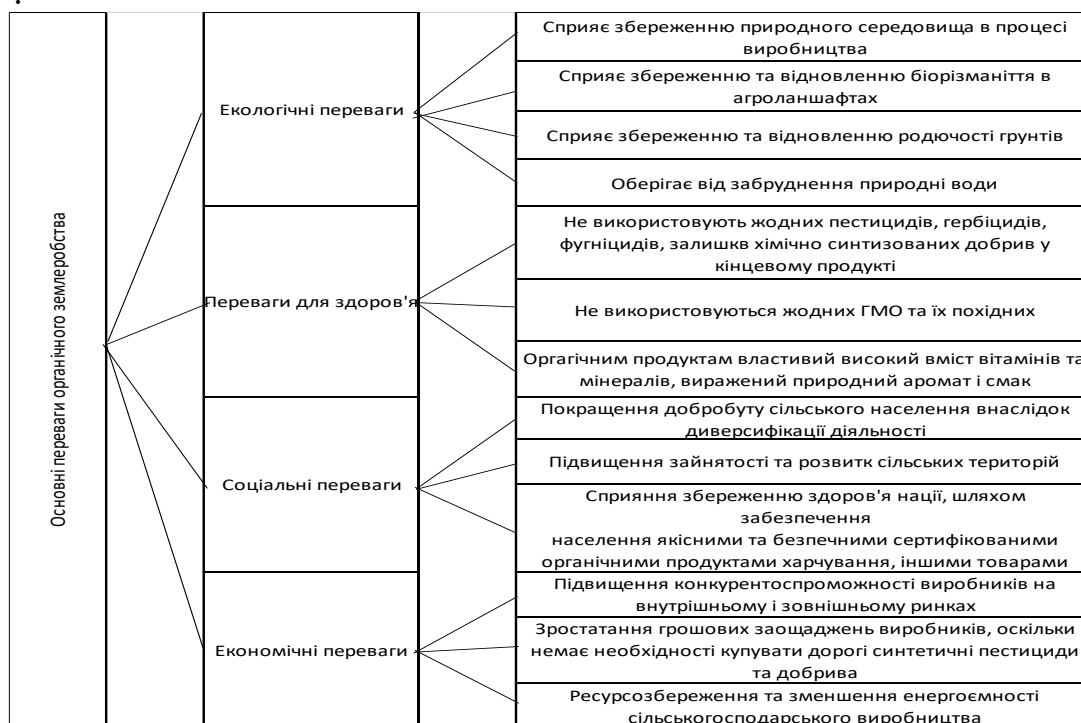 Основні переваги органічного землеробства
Екологічні переваги
Сприяє збереженню природного середовища в процесі
виробництва
Сприяє збереженню та відновленню біорізманіття в
агроланшафтах
Сприяє збереженню та відновленню родючості грунтів
Оберігає від забруднення природні води
Переваги для здоров'я
Не використовують жодних пестицидів, гербіцидів,
фугніцидів, залишкв хімічно синтизованих добрив у
кінцевому продукті
Не використовуються жодних ГМО та їх похідних
Оргагічним продуктам властивий високий вміст вітамінів та
мінералів, виражений природний аромат і смак
Соціальні переваги
Покращення добробуту сільського населення внаслідок
диверсифікації діяльності
Підвищення зайнятості та розвитк сільських територій
Сприяння збереженню здоров'я нації, шляхом
забезпечення
населення якісними та безпечними сертифікованими
органічними продуктами харчування, іншими товарами
Економічні переваги
Підвищення конкурентоспроможності виробників на
внутрішньому і зовнішньому ринках
Зростатання грошових заощаджень виробників, оскільки
немає необхідності купувати дорогі синтетичні пестициди
та добрива
Ресурсозбереження та зменшення енергоємності
сільськогосподарського виробництва